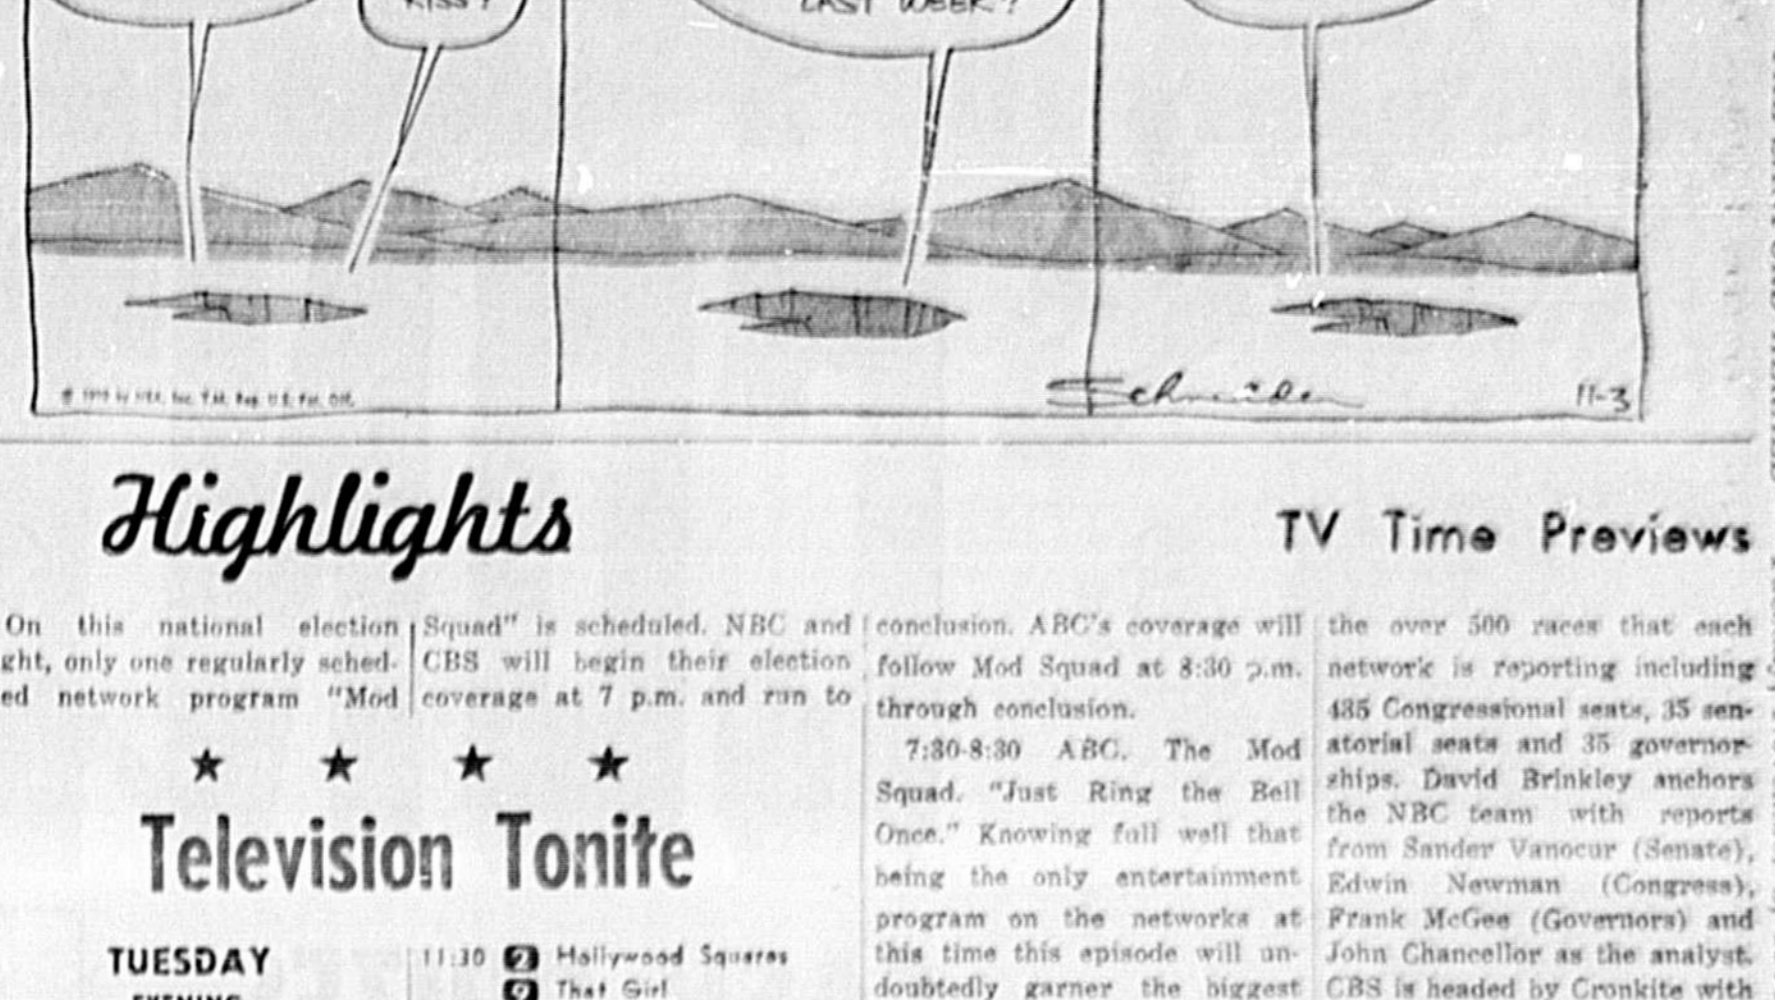 KISS?
LAST WEEK?
Schneider
11-3
Highlights
TV Time Previews
On this national election
ght, only one regularly sched-
ed network program "Mod
Squad" is scheduled. NBC and
CBS will begin their election
coverage at 7 p.m. and run to
★ ★ ★ ★
Television Tonite
TUESDAY
EVENING
11:30 2 Hollywood Squares
9 That Girl
conclusion. ABC's coverage will
follow Mod Squad at 8:30 p.m.
through conclusion.
7:30-8:30 ABC. The Mod
Squad. "Just Ring the Bell
Once." Knowing full well that
being the only entertainment
program on the networks at
this time this episode will un-
doubtedly garner the biggest
the over 500 races that each
network is reporting including
435 Congressional seats, 35 sen-
atorial seats and 35 governor-
ships. David Brinkley anchors
the NBC team with reports
from Sander Vanocur (Senate),
Edwin Newman (Congress),
Frank McGee (Governors) and
John Chancellor as the analyst.
CBS is headed by Cronkite with